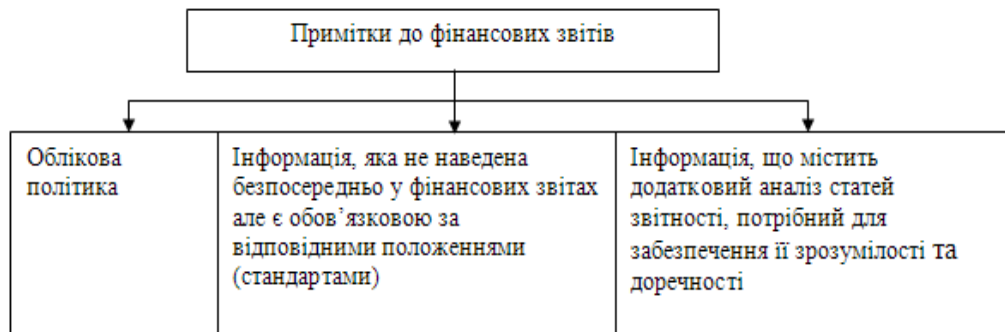 Примітки до фінансових звітів
Облікова
політика
Інформація, яка не наведена
безпосередньо у фінансових звітах
але є обов’язковою за
відповідними положеннями
(стандартами)
Інформація, що містить
додатковий аналіз статей
звітності, потрібний для
забезпечення її зрозумілості та
доречності